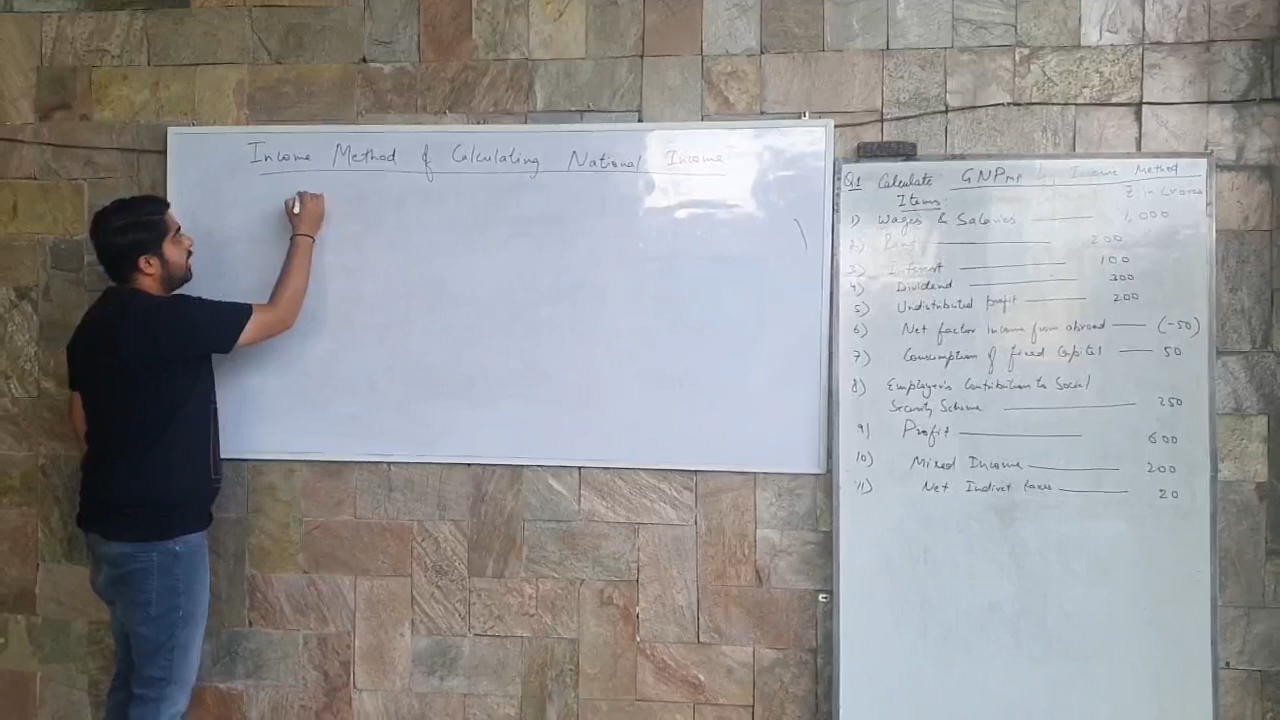 Income Method of Calculating National Income
Q1 Calculate GNPMP by Income Method
Items: ₹ in Crores
1) Wages & Salaries 1,000
2) Rent 200
3) Interest 100
4) Dividend 300
5) Undistributed profit 200
6) Net factor income from abroad (-50)
7) Consumption of fixed Capital 50
8) Employer's Contribution to Social
Security Scheme 250
9) Profit 600
10) Mixed Income 200
11) Net Indirect taxes 20